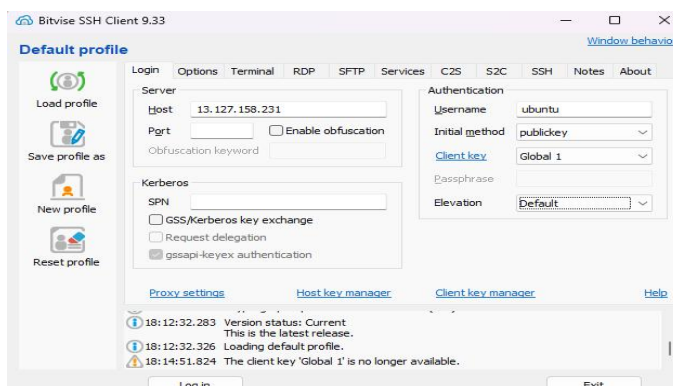 Bitvise SSH Client 9.33
Default profile
Window behavior
Load profile
Save profile as
New profile
Reset profile
Login Options Terminal RDP SFTP Services C2S S2C SSH Notes About
Server
Host 13.127.158.231
Port Enable obfuscation
Obfuscation keyword
Kerberos
SPN
GSS/Kerberos key exchange
Request delegation
gssapi-keyex authentication
Authentication
Username ubuntu
Initial method publickey
Client key Global 1
Passphrase
Elevation Default
Proxy settings Host key manager Client key manager Help
18:12:32.283 Version status: Current
This is the latest release.
18:12:32.326 Loading default profile.
18:14:51.824 The client key 'Global 1' is no longer available.
Log in Exit